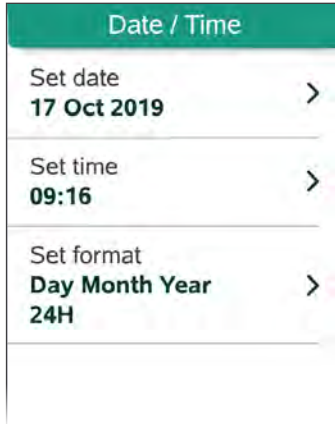 Date / Time
Set date
17 Oct 2019
Set time
09:16
Set format
Day Month Year
24H